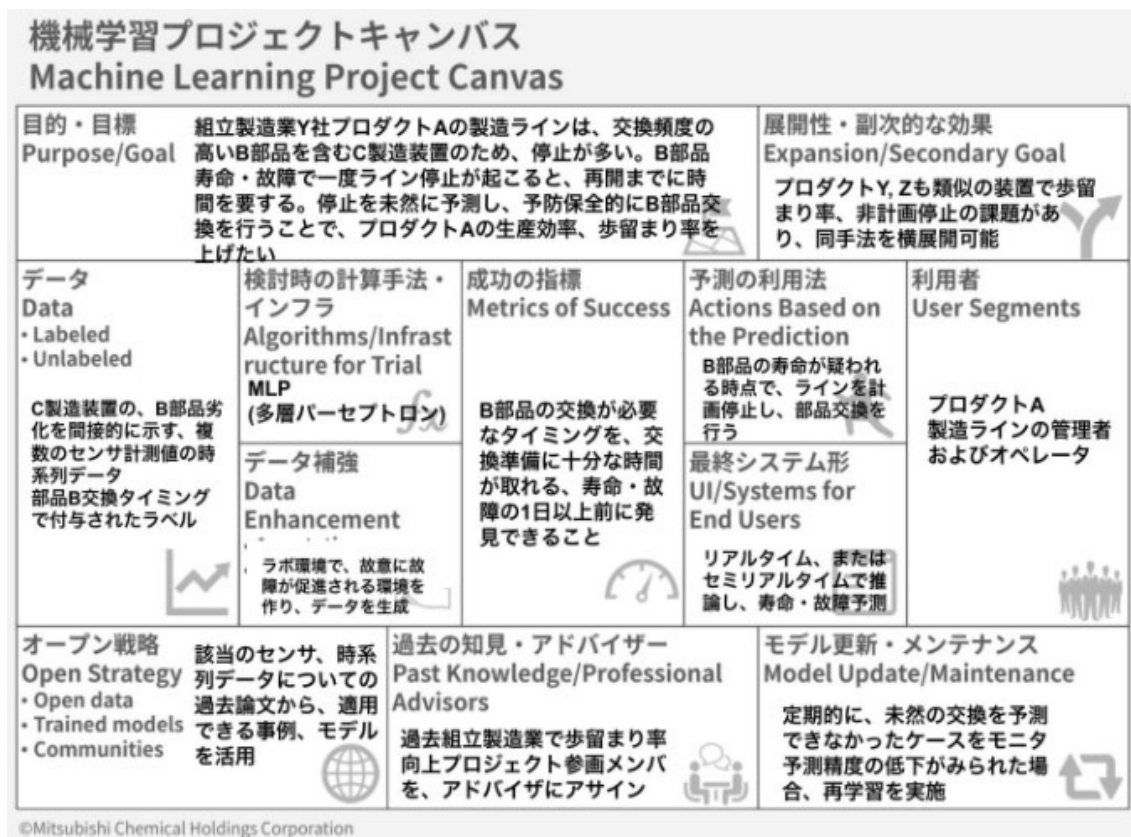 機械学習プロジェクトキャンバス
Machine Learning Project Canvas
目的・目標
Purpose/Goal
組立製造業Y社プロダクトAの製造ラインは、交換頻度の
高いB部品を含むC製造装置のため、停止が多い。B部品
寿命・故障で一度ライン停止が起こると、再開までに時
間を要する。停止を未然に予測し、予防保全的にB部品交
換を行うことで、プロダクトAの生産効率、歩留まり率を
上げたい
展開性・副次的な効果
Expansion/Secondary Goal
プロダクトY, Zも類似の装置で歩留
まり率、非計画停止の課題があ
り、同手法を横展開可能
データ
Data
・Labeled
・Unlabeled
C製造装置の、B部品劣
化を間接的に示す、複
数のセンサ計測値の時
系列データ
部品B交換タイミング
で付与されたラベル
検討時の計算手法・
インフラ
Algorithms/Infrast
ructure for Trial
MLP
(多層パーセプトロン)
fx
データ補強
Data
Enhancement
ラボ環境で、故意に故
障が促進される環境を
作り、データを生成
成功の指標
Metrics of Success
B部品の交換が必要
なタイミングを、交
換準備に十分な時間
が取れる、寿命・故
障の1日以上前に発
見できること
予測の利用法
Actions Based on
the Prediction
B部品の寿命が疑われ
る時点で、ラインを計
画停止し、部品交換を
行う
最終システム形
UI/Systems for
End Users
リアルタイム、または
セミリアルタイムで推
論し、寿命・故障予測
利用者
User Segments
プロダクトA
製造ラインの管理者
およびオペレータ
オープン戦略
Open Strategy
・Open data
・Trained models
・Communities
該当のセンサ、時系
列データについての
過去論文から、適用
できる事例、モデル
を活用
過去の知見・アドバイザー
Past Knowledge/Professional
Advisors
過去組立製造業で歩留まり率
向上プロジェクト参画メンバ
を、アドバイザにアサイン
モデル更新・メンテナンス
Model Update/Maintenance
定期的に、未然の交換を予測
できなかったケースをモニタ
予測精度の低下がみられた場
合、再学習を実施
©Mitsubishi Chemical Holdings Corporation